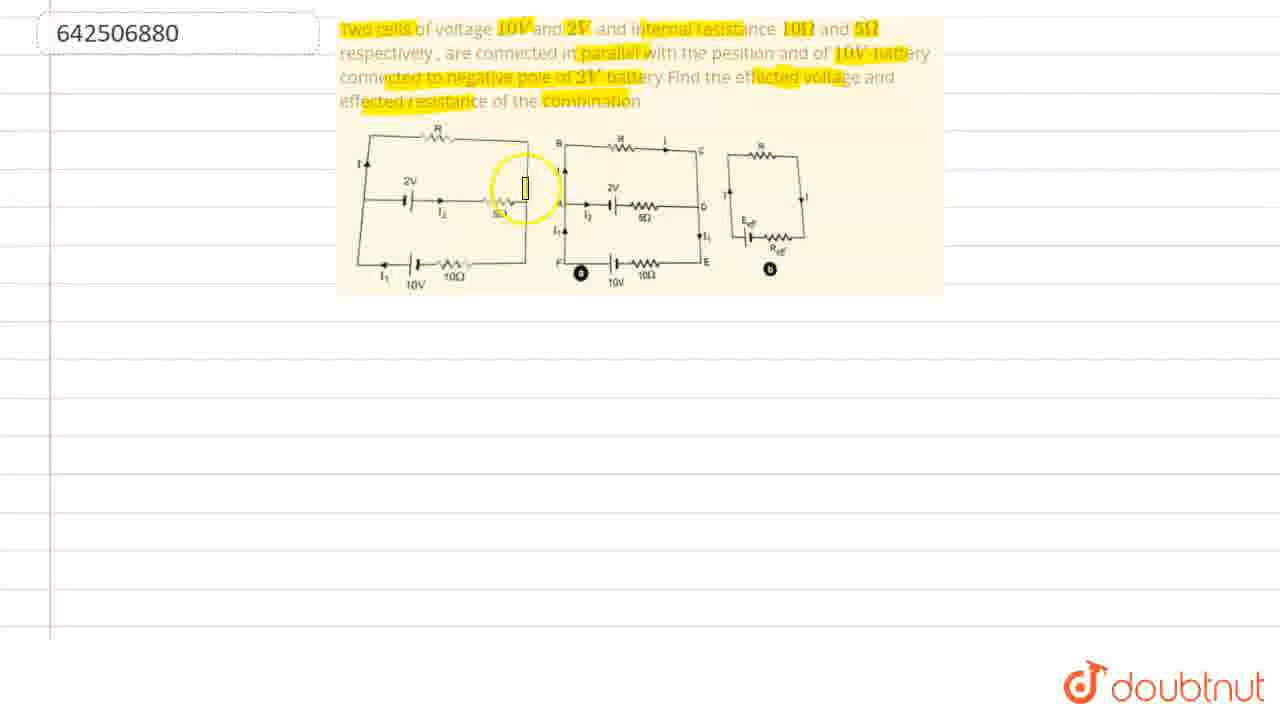 642506880
Two cells of voltage 10V and 2V and internal resistance 10Ω and 5Ω
respectively , are connected in parallel with the position and of 10V battery
connected to negative pole of 2V battery Find the effected voltage and
effected resistance of the combination
R
I
2V
I₂
5Ω
I₁
10V
10Ω
B
R
I
C
I
A
2V
I₂
5Ω
D
I₁
I₁
F
10V
10Ω
E
a
R
I
I
Eeff
Reff
b
doubtnut